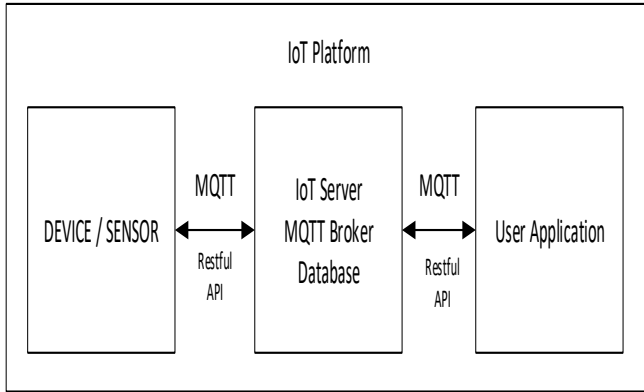 IoT Platform
DEVICE / SENSOR
MQTT
Restful
API
IoT Server
MQTT Broker
Database
MQTT
Restful
API
User Application